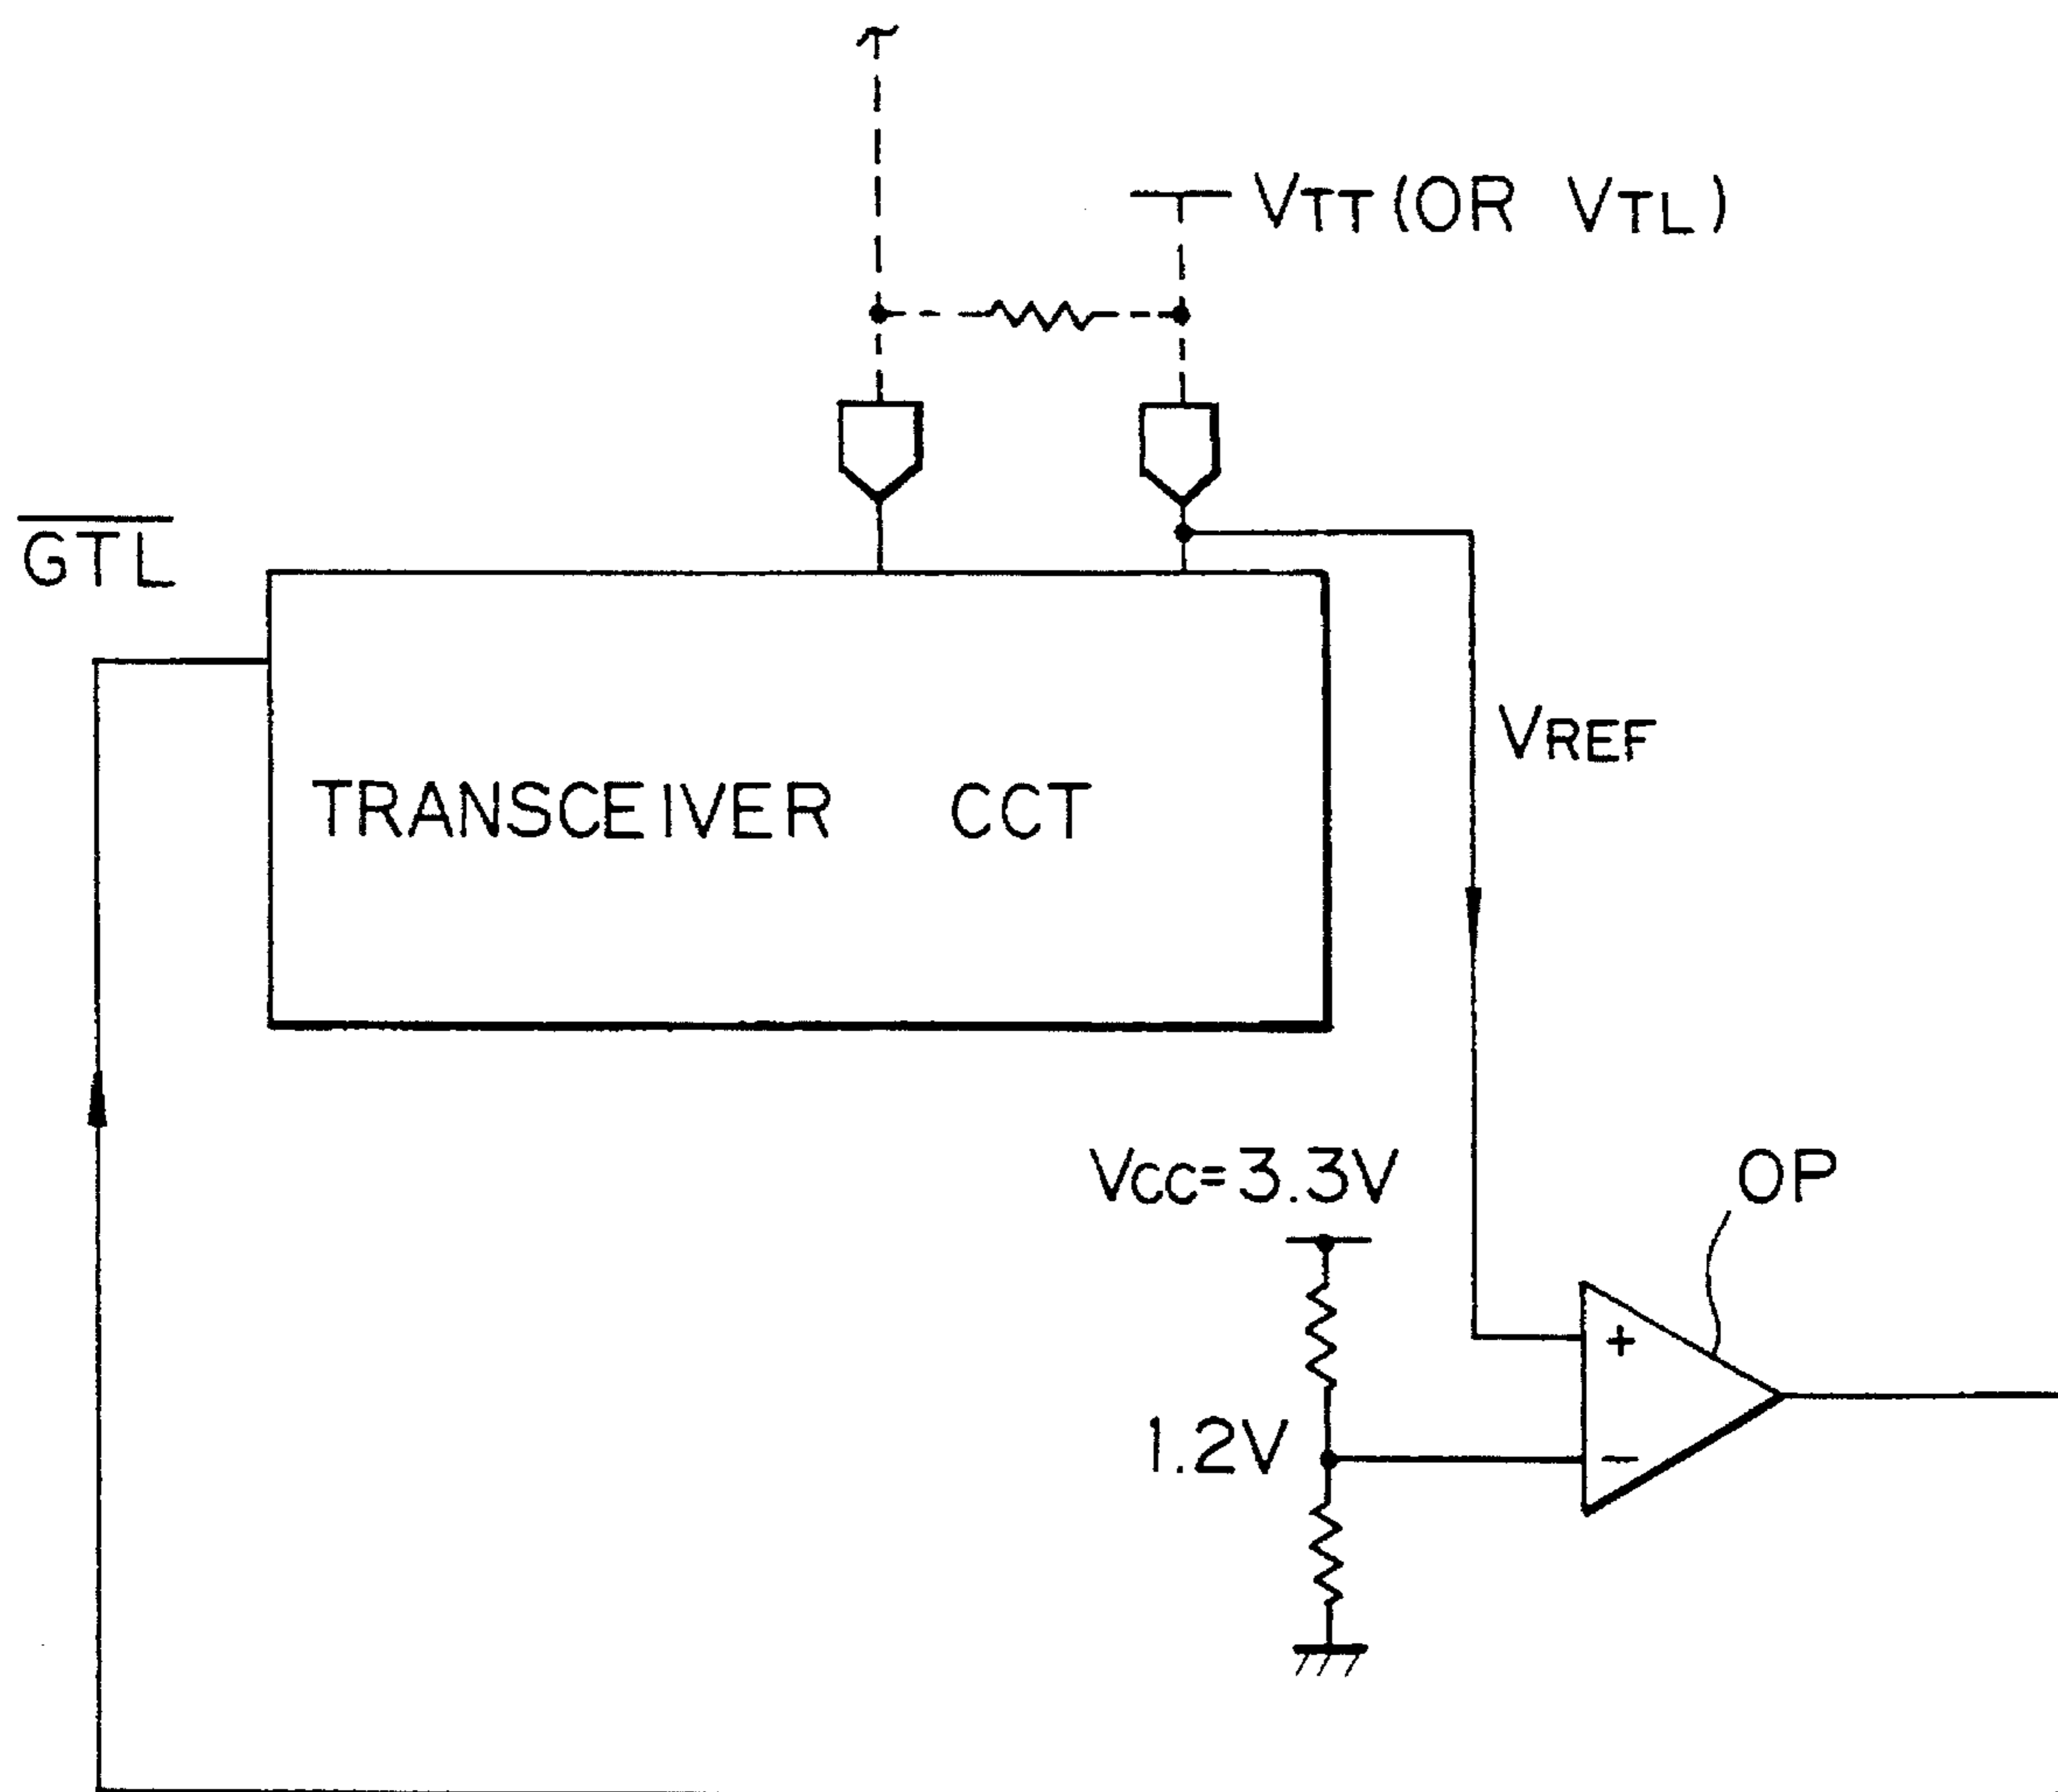 VTT(OR VTL)
GTL
VREF
TRANSCEIVER CCT
VCC=3.3V
OP
+
1.2V
−